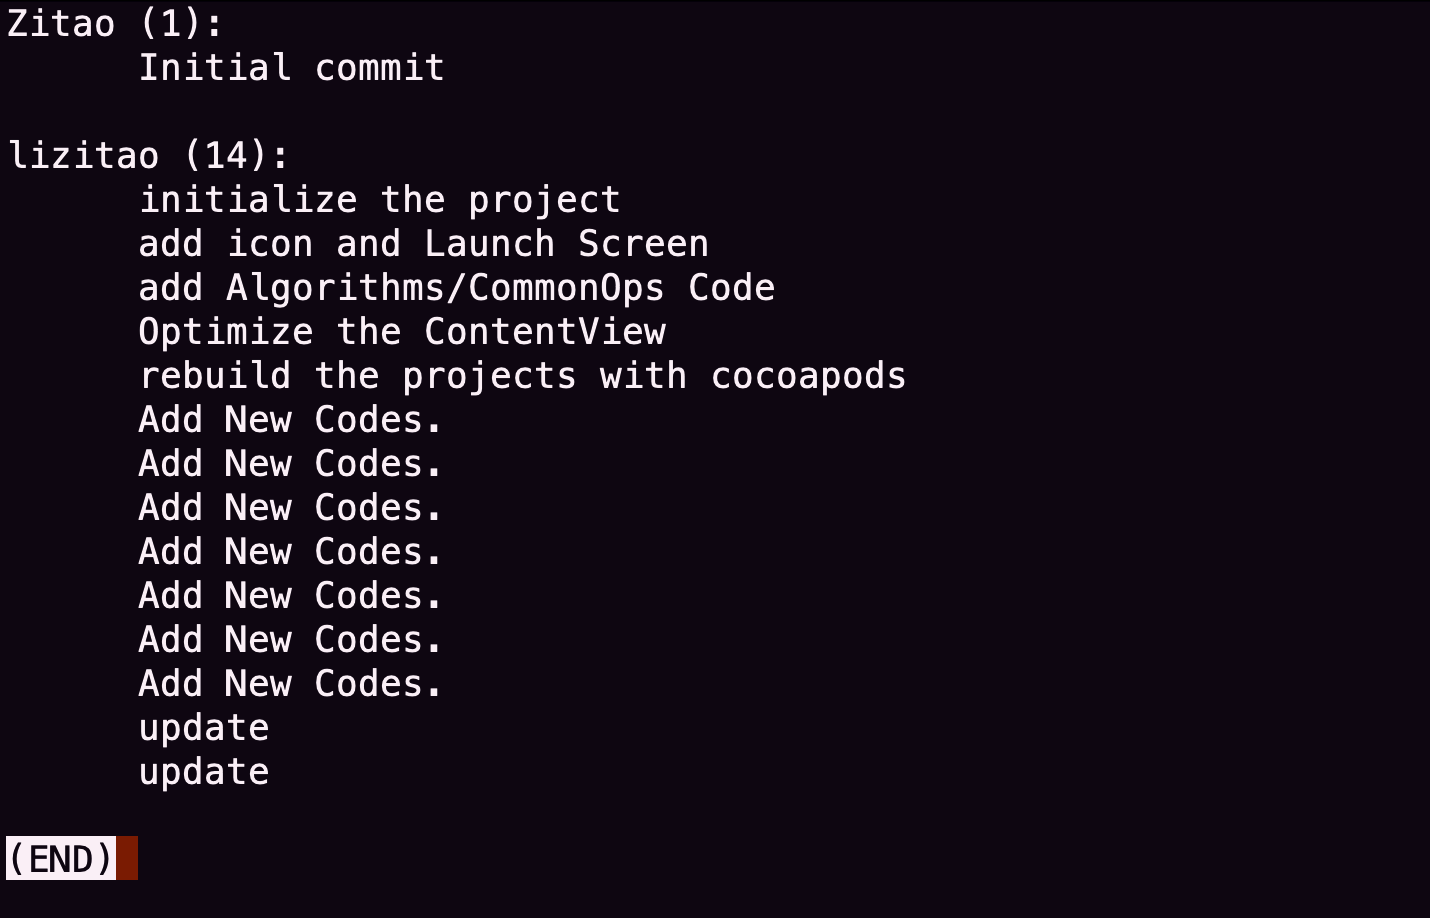 Zitao (1):
Initial commit
lizitao (14):
initialize the project
add icon and Launch Screen
add Algorithms/CommonOps Code
Optimize the ContentView
rebuild the projects with cocoapods
Add New Codes.
Add New Codes.
Add New Codes.
Add New Codes.
Add New Codes.
Add New Codes.
Add New Codes.
update
update
(END)